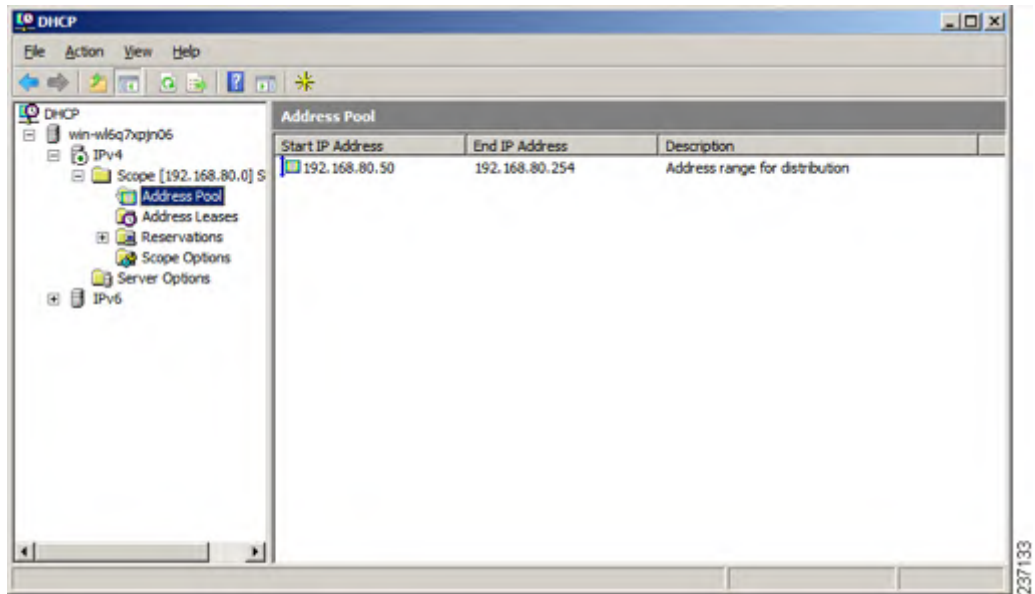 DHCP
File Action View Help
DHCP
win-wl6q7xpjn06
IPv4
Scope [192.168.80.0] S
Address Pool
Address Leases
Reservations
Scope Options
Server Options
IPv6
Address Pool
Start IP Address End IP Address Description
192.168.80.50 192.168.80.254 Address range for distribution
237133